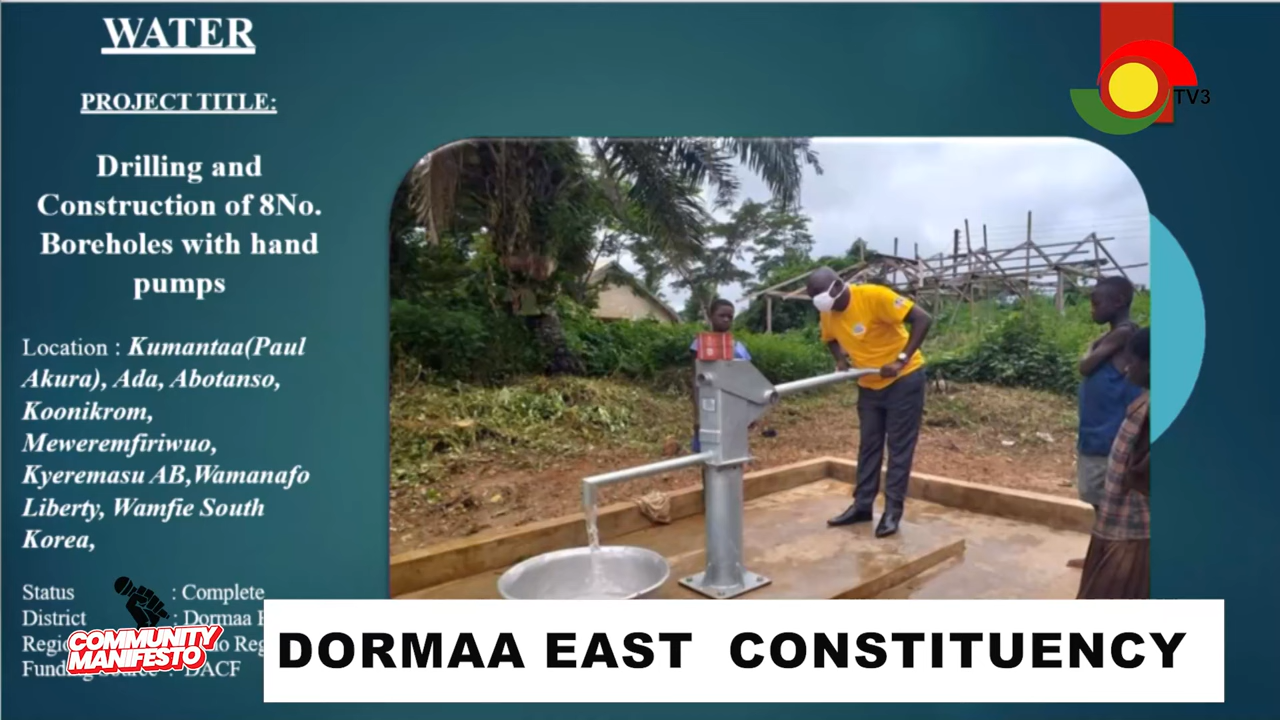 WATER
PROJECT TITLE:
Drilling and
Construction of 8No.
Boreholes with hand
pumps
Location : Kumantaa(Paul
Akura), Ada, Abotanso,
Koonikrom,
Meweremfiriwuo,
Kyeremasu AB,Wamanafo
Liberty, Wamfie South
Korea,
Status : Complete
District : Dormaa
: DACF
TV3
COMMUNITY
MANIFESTO
DORMAA EAST CONSTITUENCY